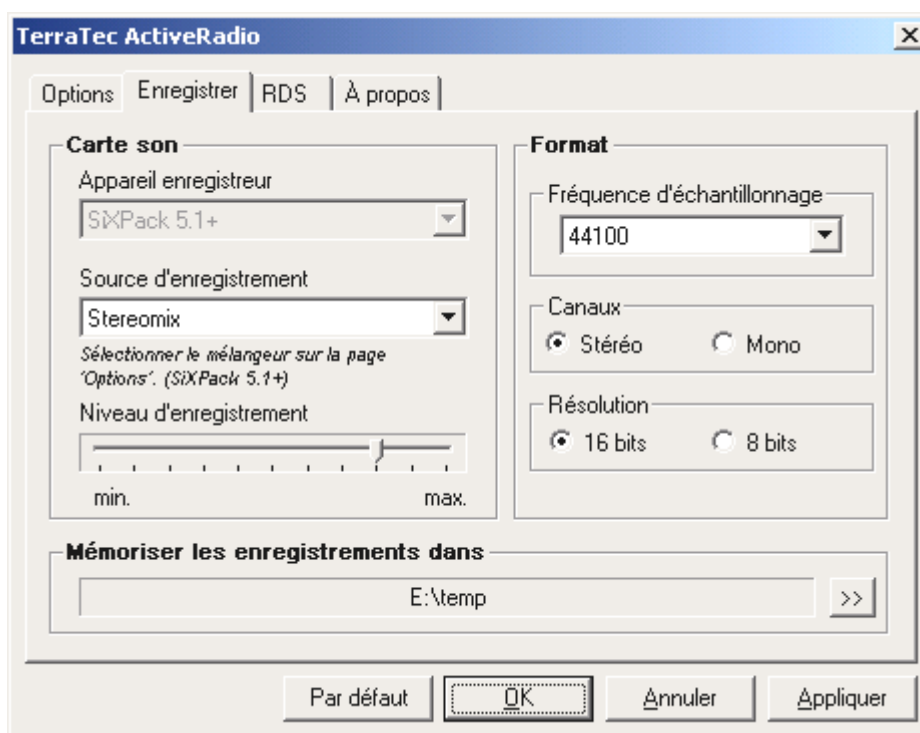 TerraTec ActiveRadio
Options Enregistrer RDS À propos
Carte son
Appareil enregistreur
SiXPack 5.1+
Source d'enregistrement
Stereomix
Sélectionner le mélangeur sur la page
'Options'. (SiXPack 5.1+)
Niveau d'enregistrement
min. max.
Format
Fréquence d'échantillonnage
44100
Canaux
Stéréo Mono
Résolution
16 bits 8 bits
Mémoriser les enregistrements dans
E:\temp >>
Par défaut OK Annuler Appliquer